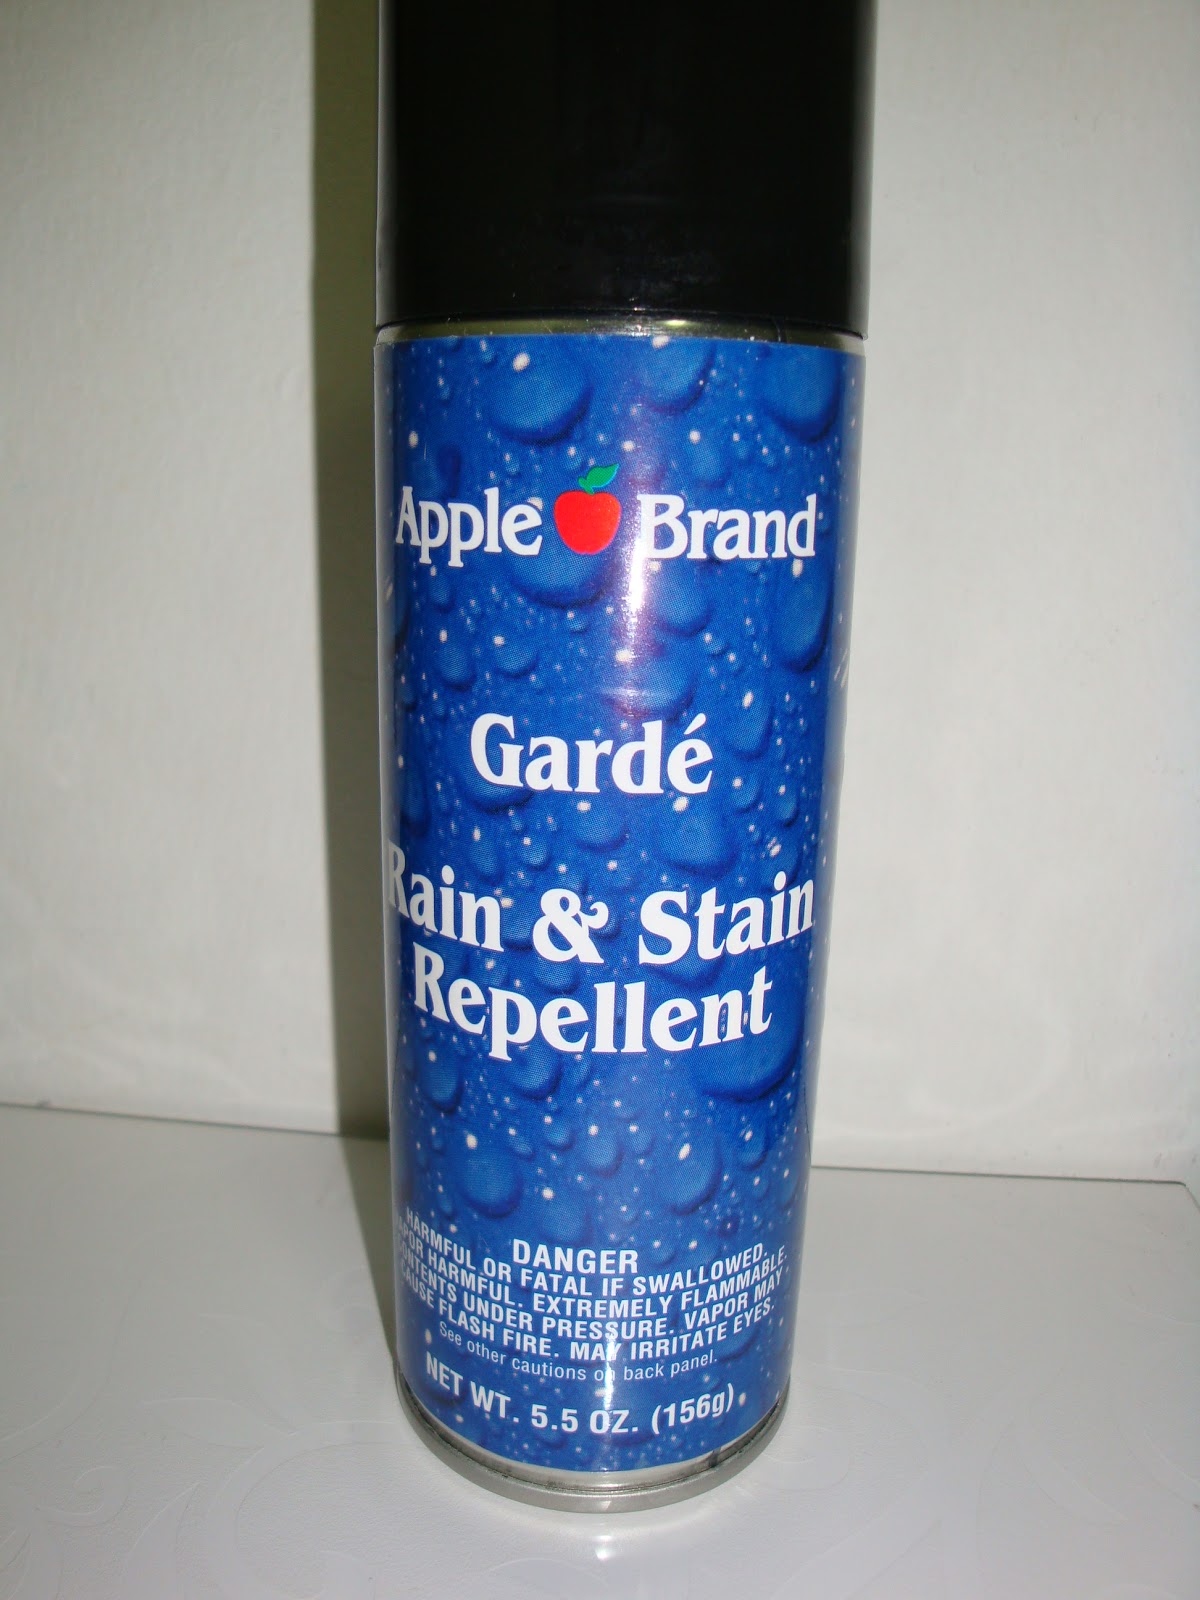 Apple Brand
Gardé
Rain & Stain
Repellent
DANGER
HARMFUL OR FATAL IF SWALLOWED.
VAPOR HARMFUL. EXTREMELY FLAMMABLE.
CONTENTS UNDER PRESSURE. VAPOR MAY
CAUSE FLASH FIRE. MAY IRRITATE EYES.
See other cautions on back panel.
NET WT. 5.5 OZ. (156g)